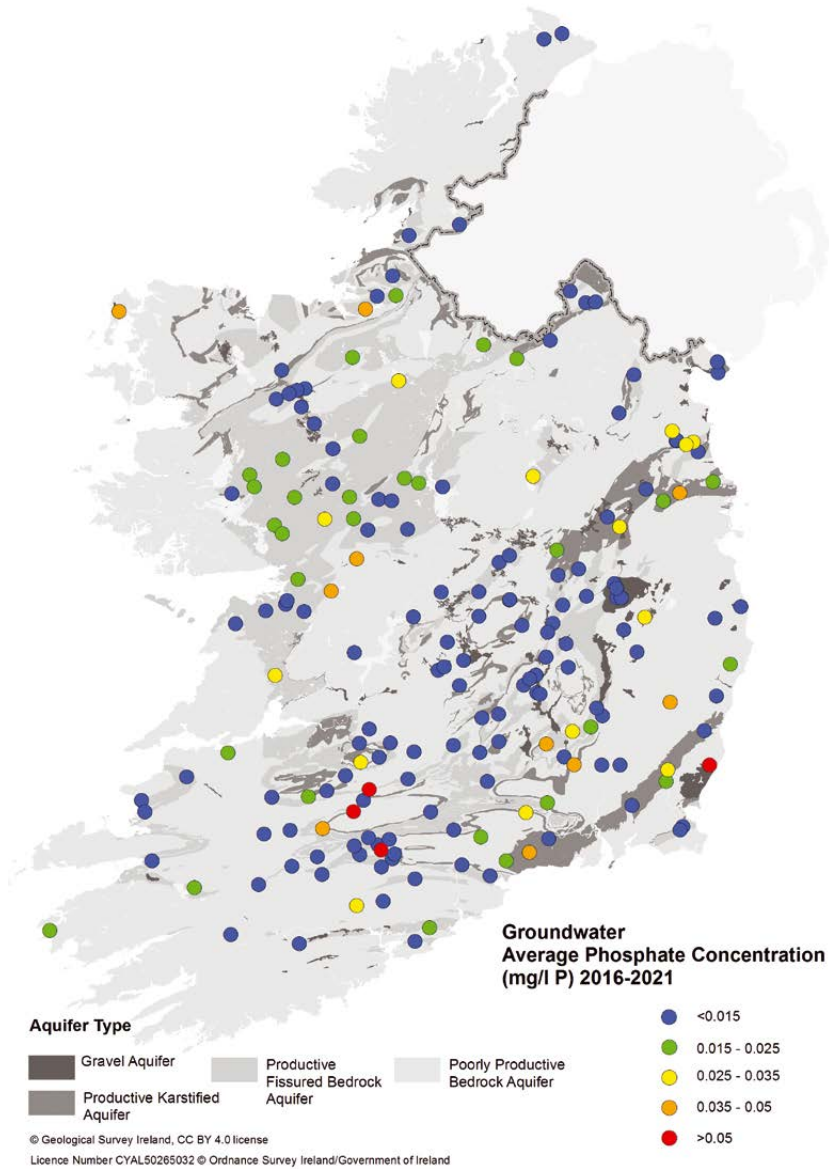 Groundwater
Average Phosphate Concentration
(mg/l P) 2016-2021
<0.015
0.015 - 0.025
0.025 - 0.035
0.035 - 0.05
>0.05
Aquifer Type
Gravel Aquifer
Productive Karstified
Aquifer
Productive
Fissured Bedrock
Aquifer
Poorly Productive
Bedrock Aquifer
© Geological Survey Ireland, CC BY 4.0 license
Licence Number CYAL50265032 © Ordnance Survey Ireland/Government of Ireland